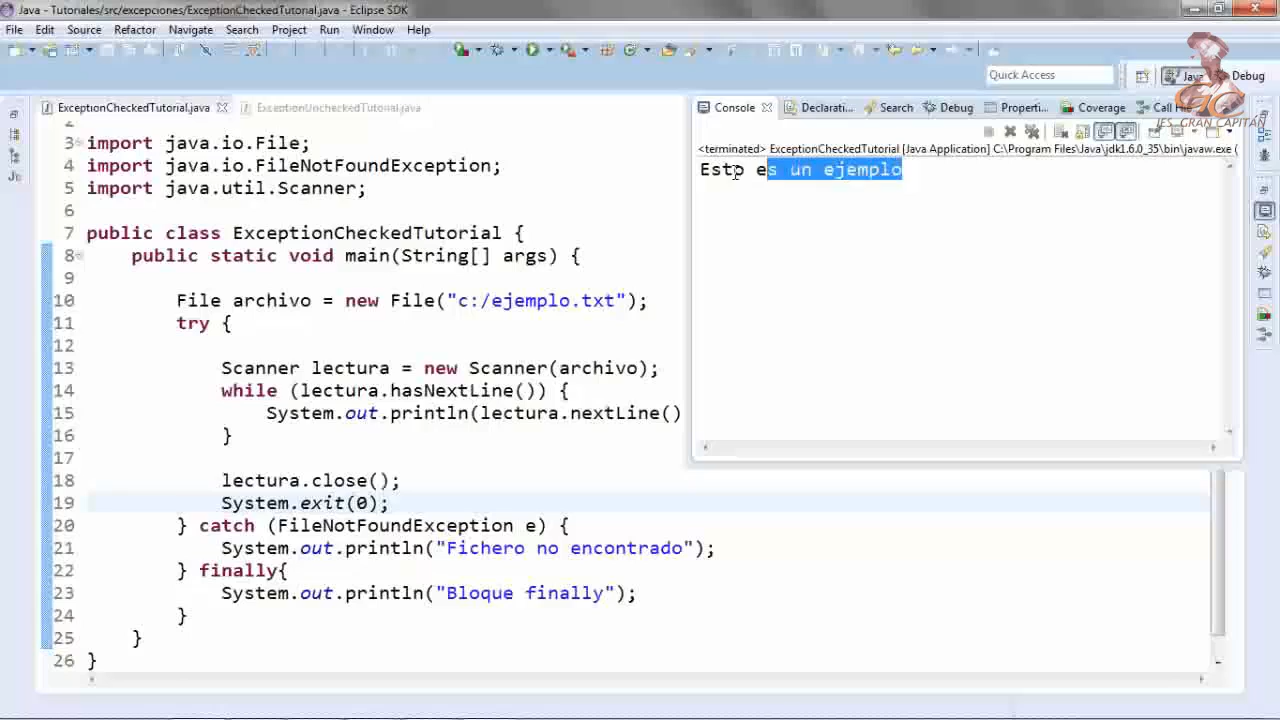 Java - Tutoriales/src/excepciones/ExceptionCheckedTutorial.java - Eclipse SDK
File Edit Source Refactor Navigate Search Project Run Window Help
Quick Access Java Debug
IES. GRAN CAPITÁN
ExceptionCheckedTutorial.java ExceptionUncheckedTutorial.java
Console Declarati... Search Debug Properti... Coverage Call
<terminated> ExceptionCheckedTutorial [Java Application] C:\Program Files\Java\jdk1.6.0_35\bin\javaw.exe (
Esto es un ejemplo
2
3 import java.io.File;
4 import java.io.FileNotFoundException;
5 import java.util.Scanner;
6
7 public class ExceptionCheckedTutorial {
8 public static void main(String[] args) {
9
10 File archivo = new File("c:/ejemplo.txt");
11 try {
12
13 Scanner lectura = new Scanner(archivo);
14 while (lectura.hasNextLine()) {
15 System.out.println(lectura.nextLine()
16 }
17
18 lectura.close();
19 System.exit(0);
20 } catch (FileNotFoundException e) {
21 System.out.println("Fichero no encontrado");
22 } finally{
23 System.out.println("Bloque finally");
24 }
25 }
26 }